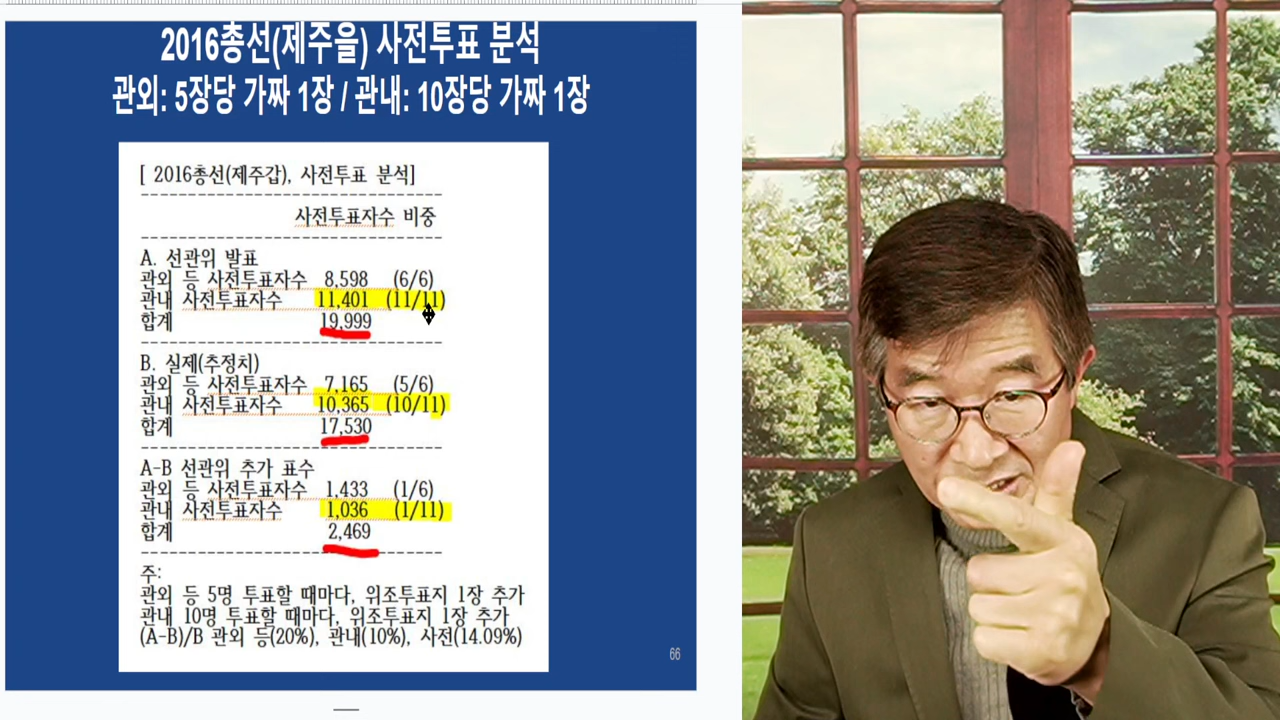 2016총선(제주을) 사전투표 분석
관외: 5장당 가짜 1장 / 관내: 10장당 가짜 1장
[ 2016총선(제주갑), 사전투표 분석]
사전투표자수 비중
A. 선관위 발표
관외 등 사전투표자수 8,598 (6/6)
관내 사전투표자수 11,401 (11/11)
합계 19,999
B. 실제(추정치)
관외 등 사전투표자수 7,165 (5/6)
관내 사전투표자수 10,365 (10/11)
합계 17,530
A-B 선관위 추가 표수
관외 등 사전투표자수 1,433 (1/6)
관내 사전투표자수 1,036 (1/11)
합계 2,469
주:
관외 등 5명 투표할 때마다, 위조투표지 1장 추가
관내 10명 투표할 때마다, 위조투표지 1장 추가
(A-B)/B 관외 등(20%), 관내(10%), 사전(14.09%)
66